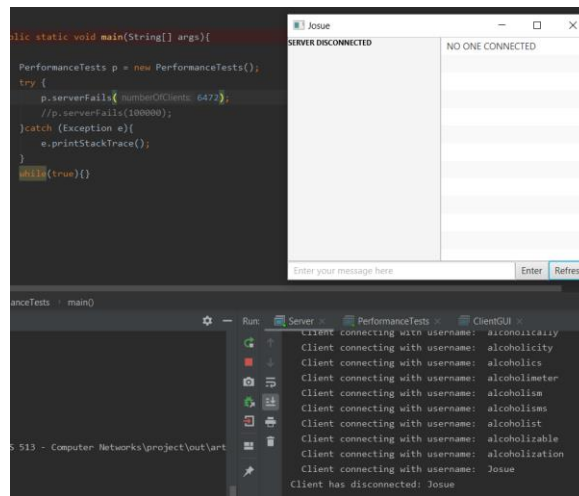 blic static void main(String[] args){
PerformanceTests p = new PerformanceTests();
try {
p.serverFails( numberOfClients: 6472);
//p.serverFails(100000);
}catch (Exception e){
e.printStackTrace();
}
while(true){}
Josue
SERVER DISCONNECTED
NO ONE CONNECTED
Enter your message here
Enter
Refres
manceTests > main()
Run:
Server
PerformanceTests
ClientGUI
Client connecting with username: alcoholically
Client connecting with username: alcoholicity
Client connecting with username: alcoholics
Client connecting with username: alcoholimeter
Client connecting with username: alcoholism
Client connecting with username: alcoholisms
Client connecting with username: alcoholist
Client connecting with username: alcoholizable
Client connecting with username: alcoholization
Client connecting with username: Josue
Client has disconnected: Josue
S 513 - Computer Networks\project\out\art